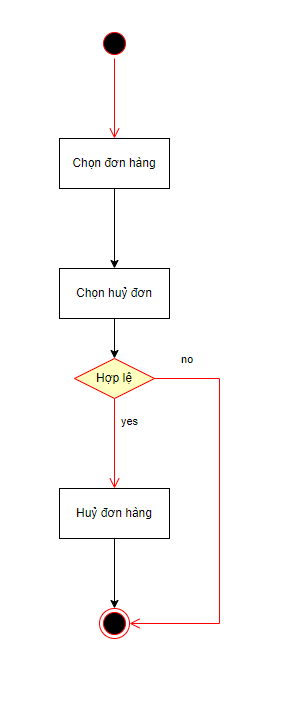 Chọn đơn hàng
Chọn huỷ đơn
Hợp lệ
no
yes
Huỷ đơn hàng